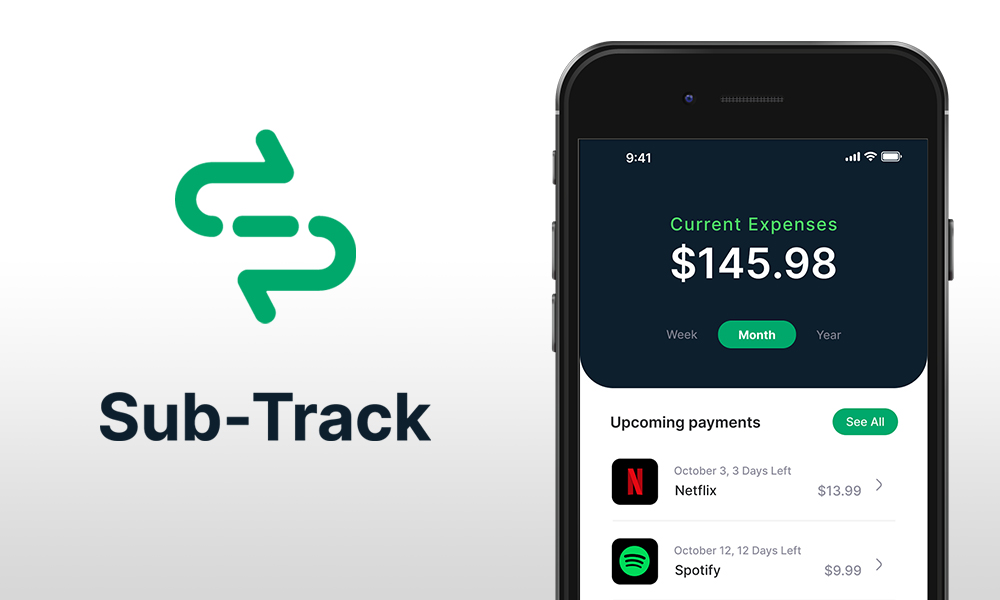 Sub-Track
9:41
Current Expenses
$145.98
Week Month Year
Upcoming payments See All
October 3, 3 Days Left
Netflix $13.99
October 12, 12 Days Left
Spotify $9.99